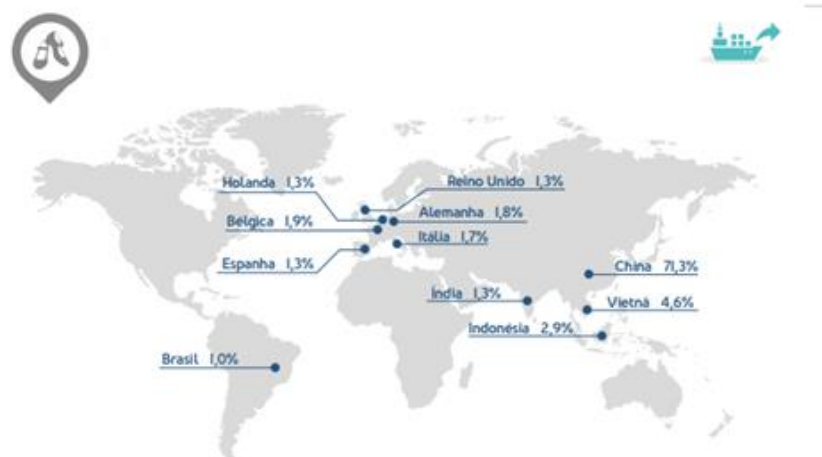 Holanda 1,3%
Reino Unido 1,3%
Bélgica 1,9%
Alemanha 1,8%
Itália 1,7%
Espanha 1,3%
China 71,3%
Índia 1,3%
Vietnã 4,6%
Indonésia 2,9%
Brasil 1,0%